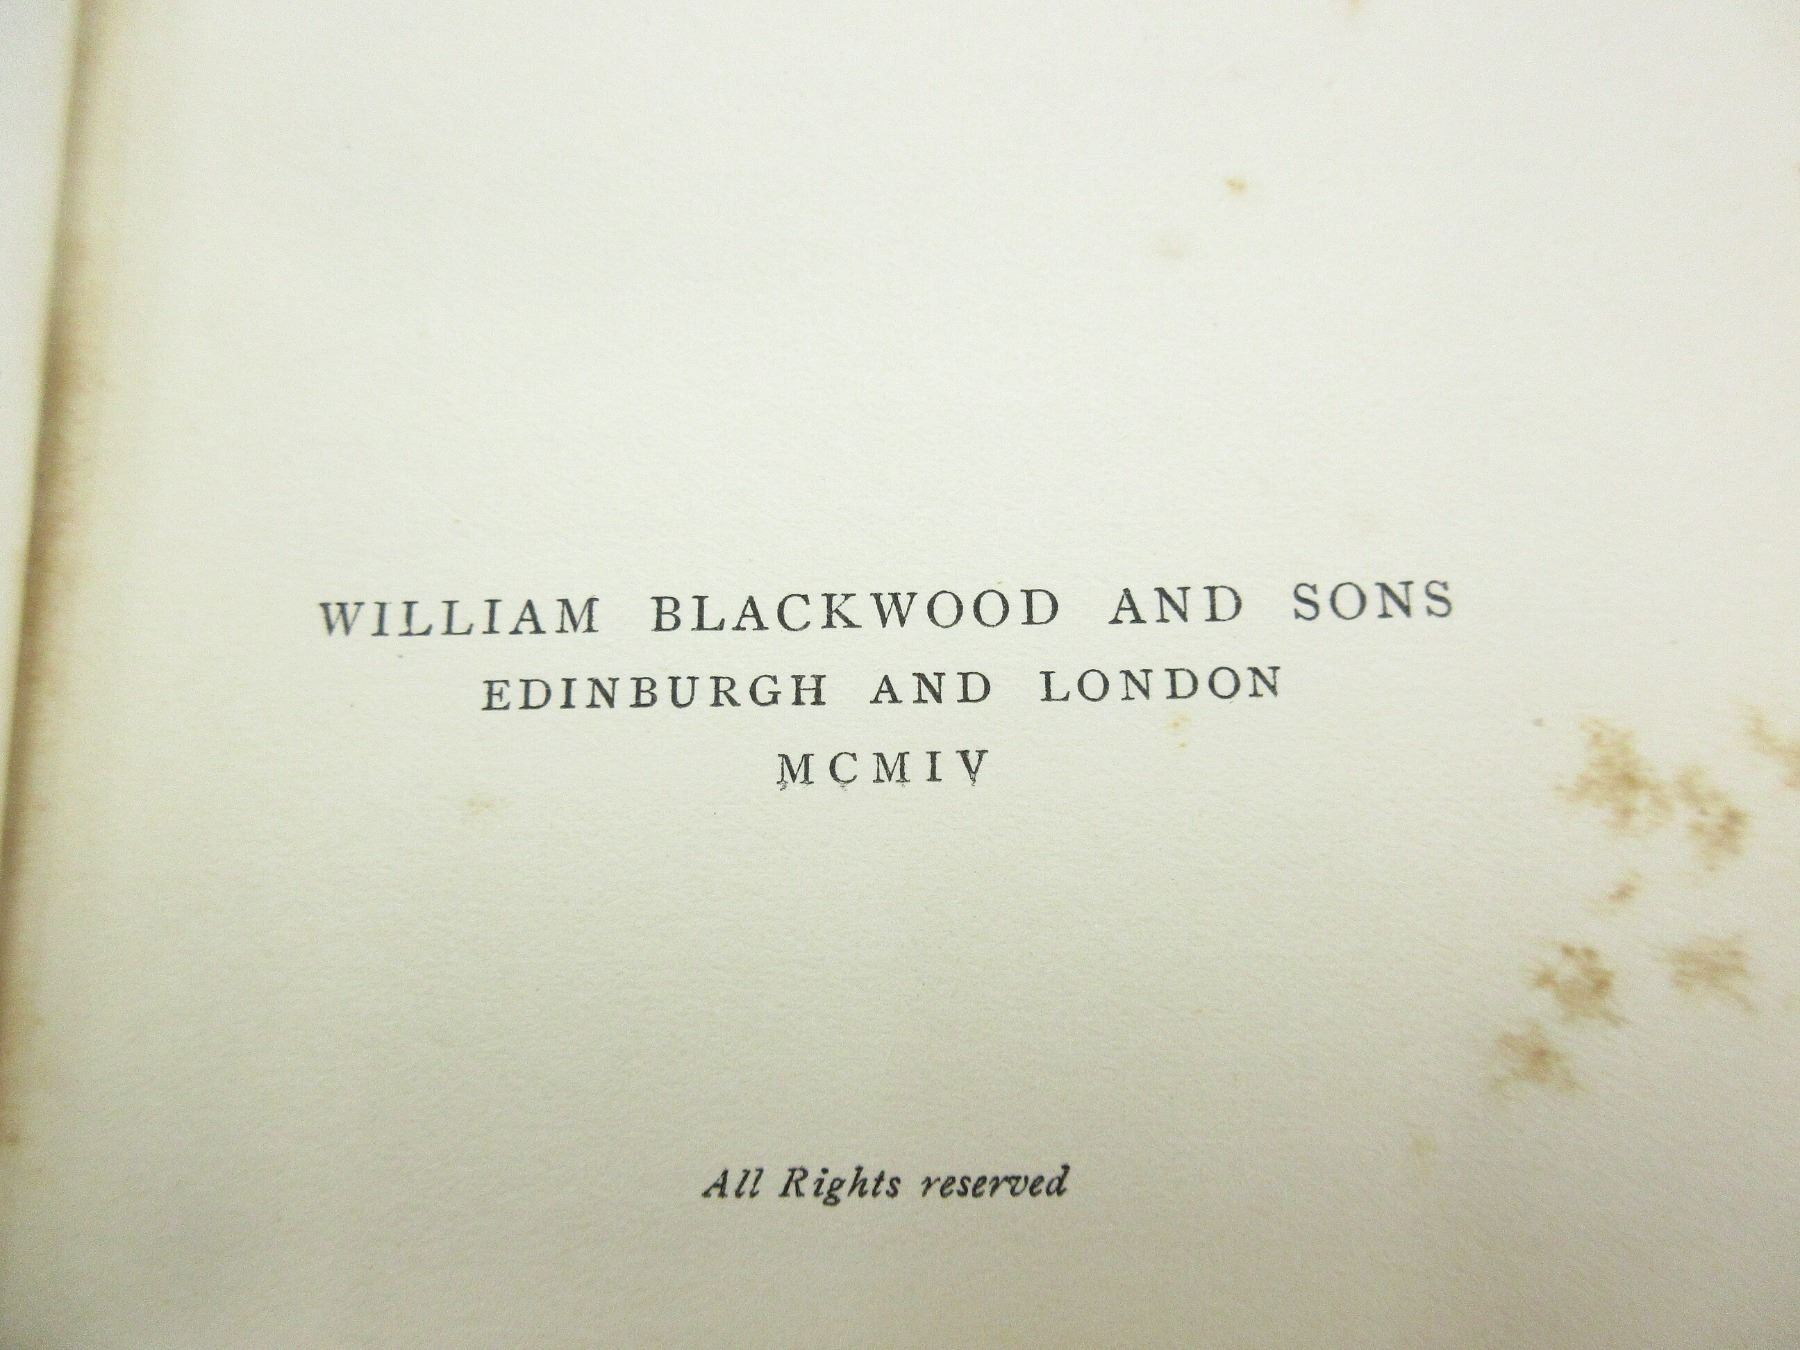 WILLIAM BLACKWOOD AND SONS
EDINBURGH AND LONDON
MCMIV
All Rights reserved